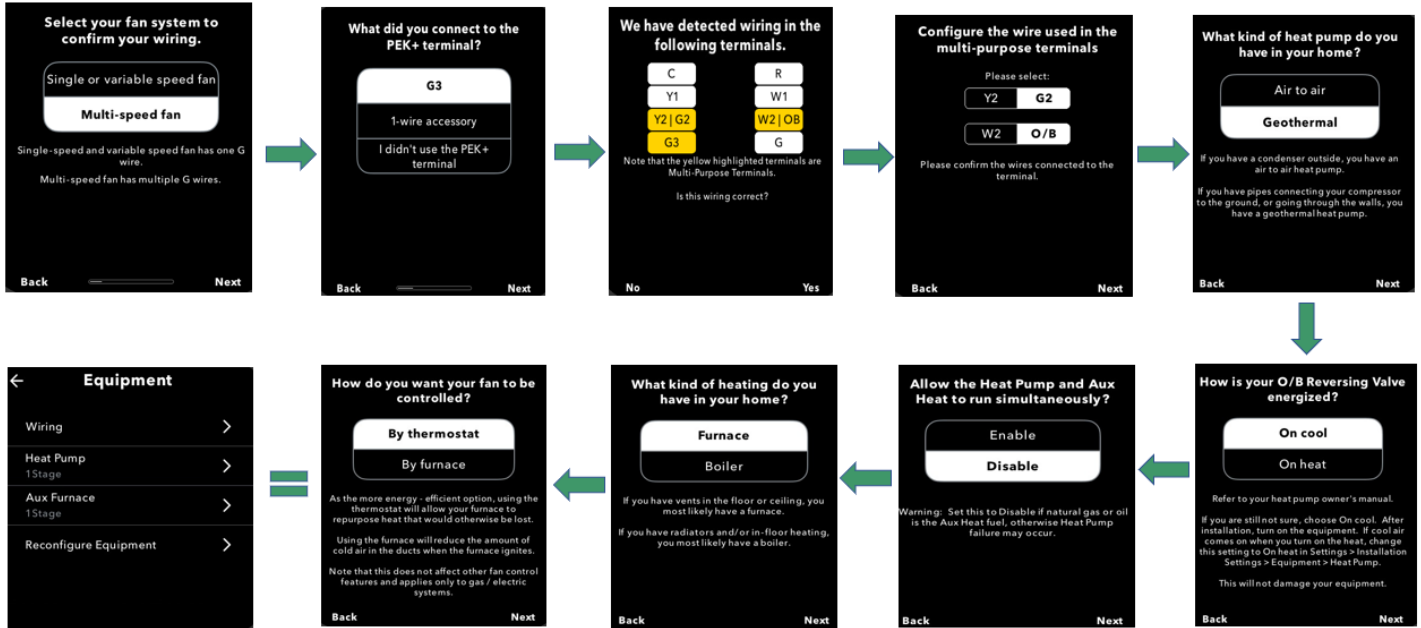 Select your fan system to
confirm your wiring.
Single or variable speed fan
Multi-speed fan
Single-speed and variable speed fan has one G
wire.
Multi-speed fan has multiple G wires.
Back
Next
What did you connect to the
PEK+ terminal?
G3
1-wire accessory
I didn't use the PEK+
terminal
Back
Next
We have detected wiring in the
following terminals.
C
R
Y1
W1
Y2|G2
W2|OB
G3
G
Note that the yellow highlighted terminals are
Multi-Purpose Terminals.
Is this wiring correct?
No
Yes
Configure the wire used in the
multi-purpose terminals
Please select:
Y2
G2
W2
O/B
Please confirm the wires connected to the
terminal.
Back
Next
What kind of heat pump do you
have in your home?
Air to air
Geothermal
If you have a condenser outside, you have an
air to air heat pump.
If you have pipes connecting your compressor
to the ground, or going through the walls, you
have a geothermal heat pump.
Back
Next
How is your O/B Reversing Valve
energized?
On cool
On heat
Refer to your heat pump owner's manual.
If you are still not sure, choose On cool. After
installation, turn on the equipment. If cool air
comes on when you turn on the heat, change
this setting to On heat in Settings > Installation
Settings > Equipment > Heat Pump.
This will not damage your equipment.
Back
Next
Allow the Heat Pump and Aux
Heat to run simultaneously?
Enable
Disable
Warning: Set this to Disable if natural gas or oil
is the Aux Heat fuel, otherwise Heat Pump
failure may occur.
Back
Next
What kind of heating do you
have in your home?
Furnace
Boiler
If you have vents in the floor or ceiling, you
most likely have a furnace.
If you have radiators and/or in-floor heating,
you most likely have a boiler.
Back
Next
How do you want your fan to be
controlled?
By thermostat
By furnace
As the more energy - efficient option, using the
thermostat will allow your furnace to
repurpose heat that would otherwise be lost.
Using the furnace will reduce the amount of
cold air in the ducts when the furnace ignites.
Note that this does not affect other fan control
features and applies only to gas / electric
systems.
Back
Next
Equipment
Wiring
Heat Pump
1 Stage
Aux Furnace
1 Stage
Reconfigure Equipment